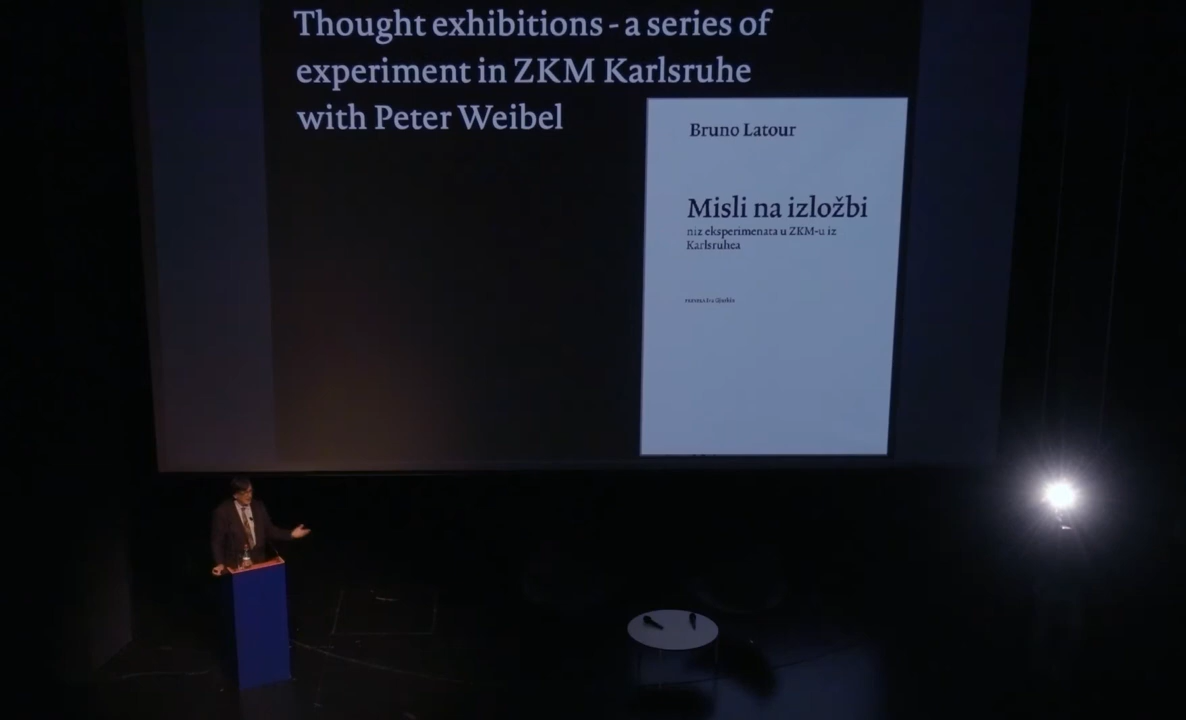 Thought exhibitions - a series of
experiment in ZKM Karlsruhe
with Peter Weibel
Bruno Latour
Misli na izložbi
niz eksperimenata u ZKM-u iz
Karlsruhea